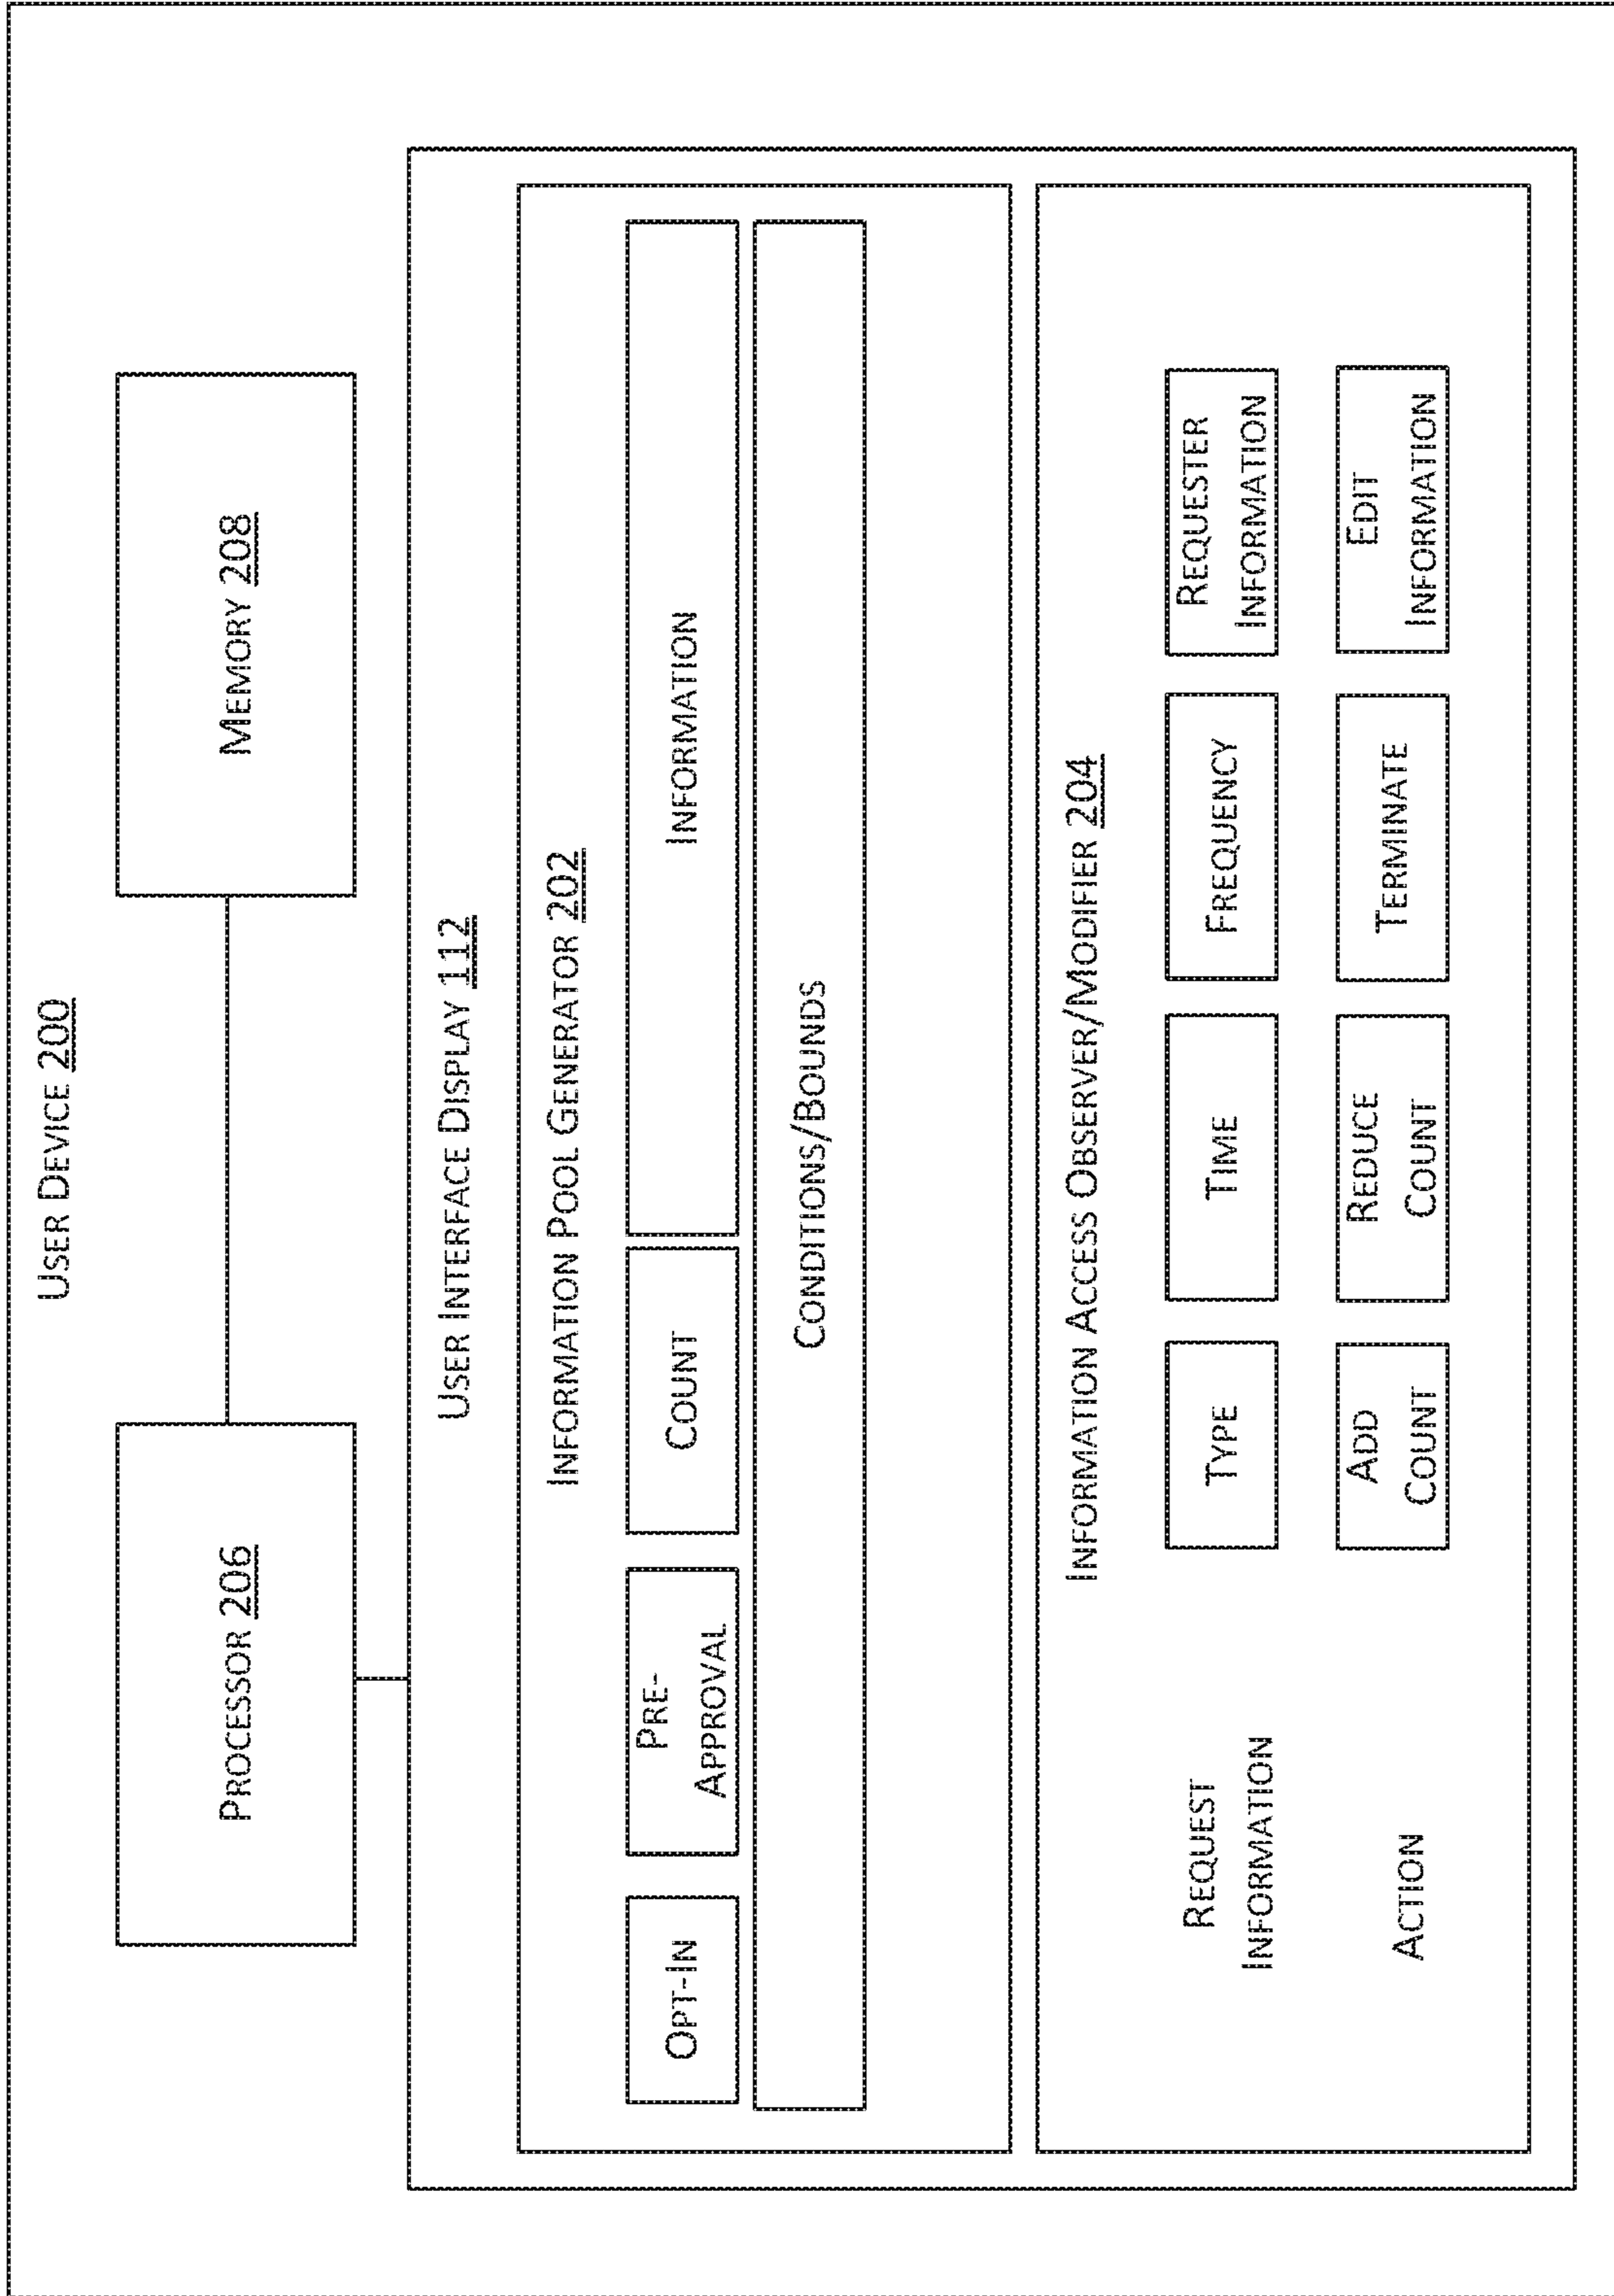 USER DEVICE 200
PROCESSOR 206
MEMORY 208
USER INTERFACE DISPLAY 112
INFORMATION POOL GENERATOR 202
OPT-IN
PRE-
APPROVAL
COUNT
INFORMATION
CONDITIONS/BOUNDS
INFORMATION ACCESS OBSERVER/MODIFIER 204
REQUEST
INFORMATION
TYPE
TIME
FREQUENCY
REQUESTER
INFORMATION
ACTION
ADD
COUNT
REDUCE
COUNT
TERMINATE
EDIT
INFORMATION